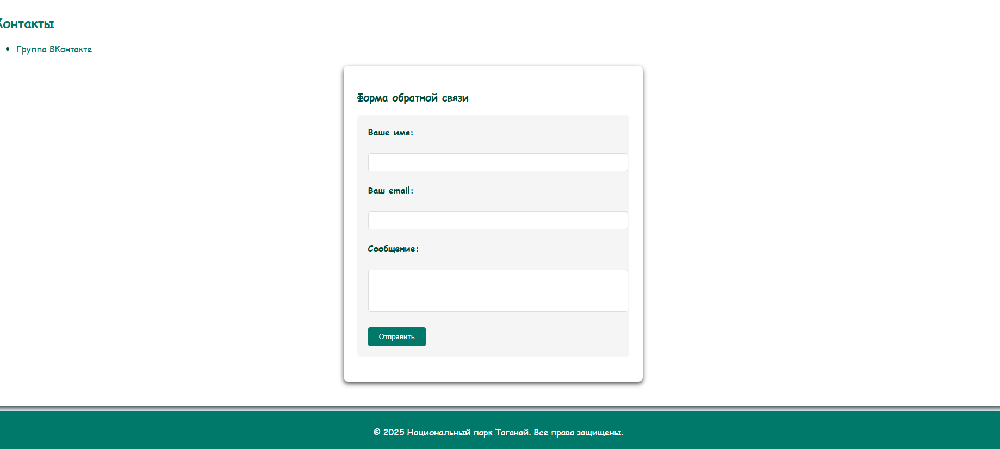 Контакты
Группа ВКонтакте
Форма обратной связи
Ваше имя:
Ваш email:
Сообщение:
Отправить
© 2025 Национальный парк Таганай. Все права защищены.